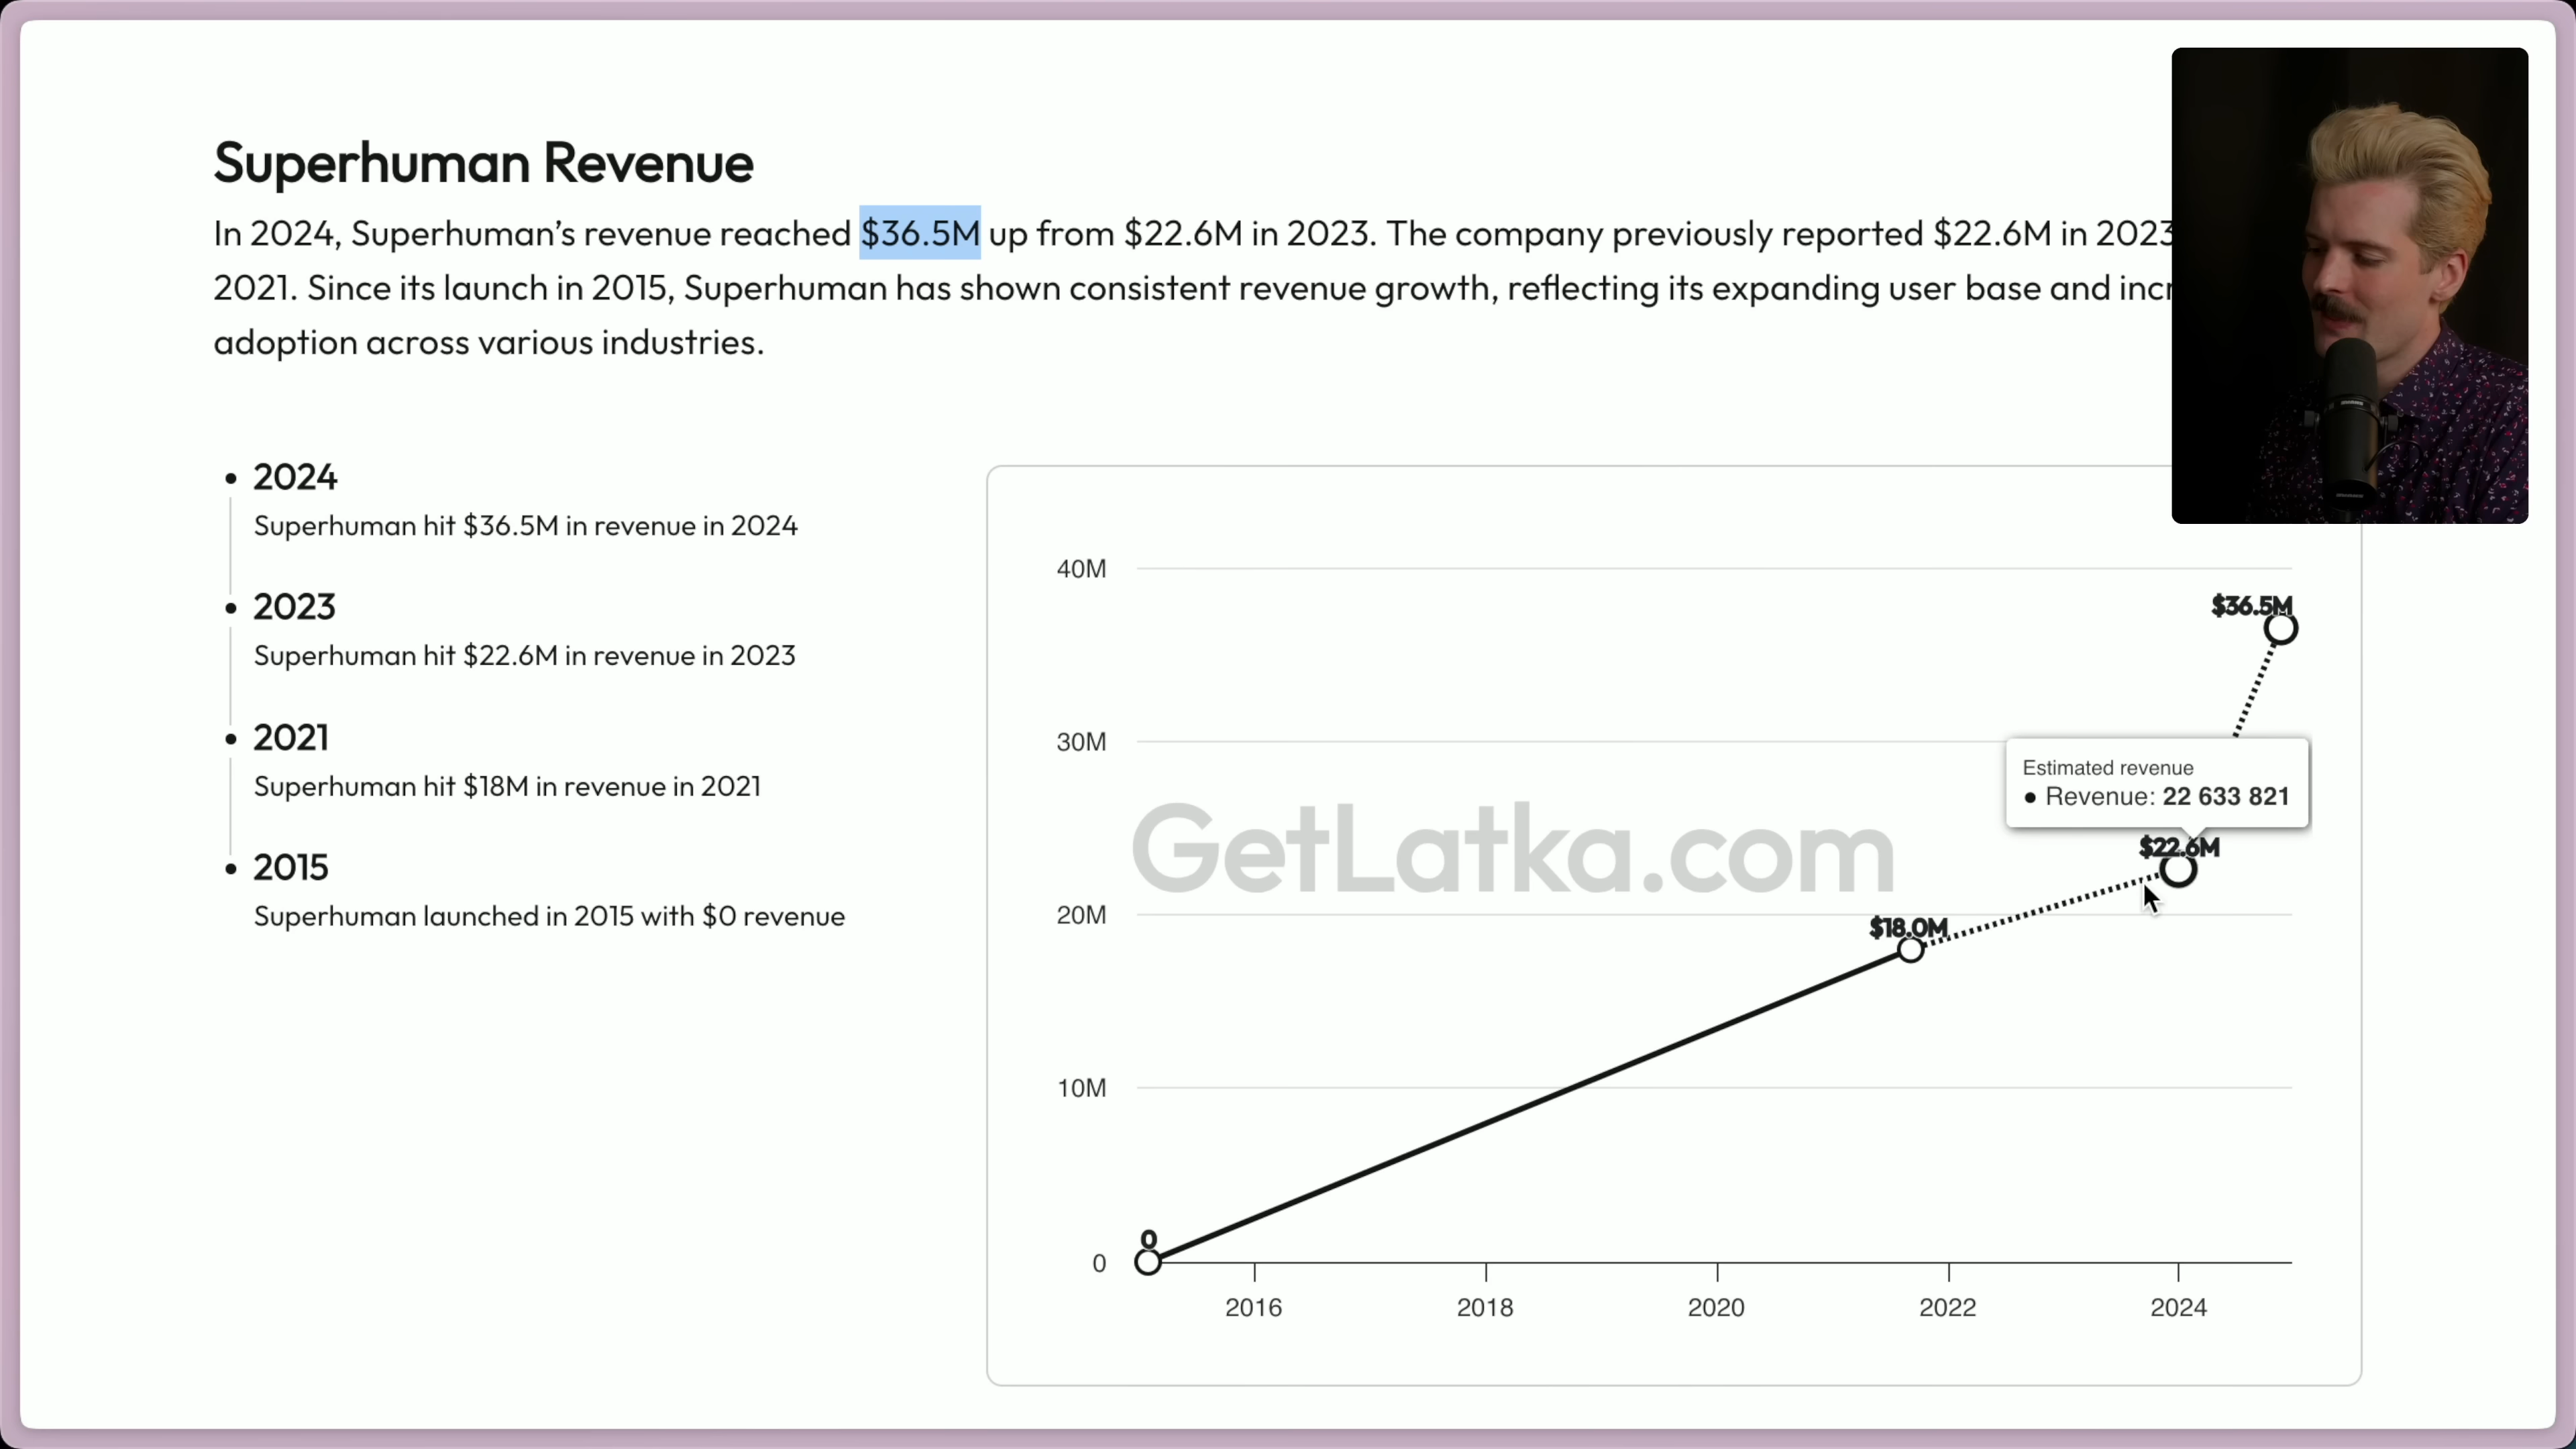 Superhuman Revenue
In 2024, Superhuman’s revenue reached $36.5M up from $22.6M in 2023. The company previously reported $22.6M in 2023
2021. Since its launch in 2015, Superhuman has shown consistent revenue growth, reflecting its expanding user base and
adoption across various industries.
2024
Superhuman hit $36.5M in revenue in 2024
2023
Superhuman hit $22.6M in revenue in 2023
2021
Superhuman hit $18M in revenue in 2021
2015
Superhuman launched in 2015 with $0 revenue
40M
$36.5M
30M
Estimated revenue
Revenue: 22 633 821
GetLatka.com
$22.6M
20M
$18.0M
10M
0
0
2016 2018 2020 2022 2024